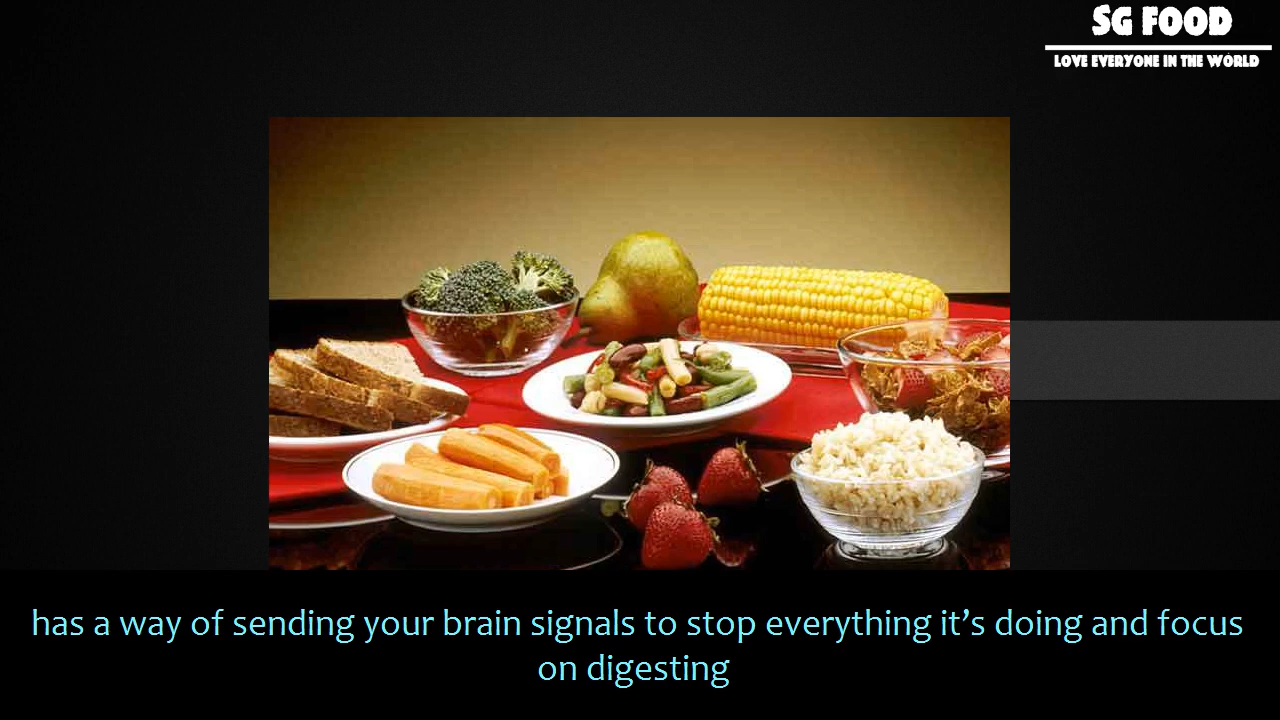 SG FOOD
LOVE EVERYONE IN THE WORLD
has a way of sending your brain signals to stop everything it’s doing and focus
on digesting